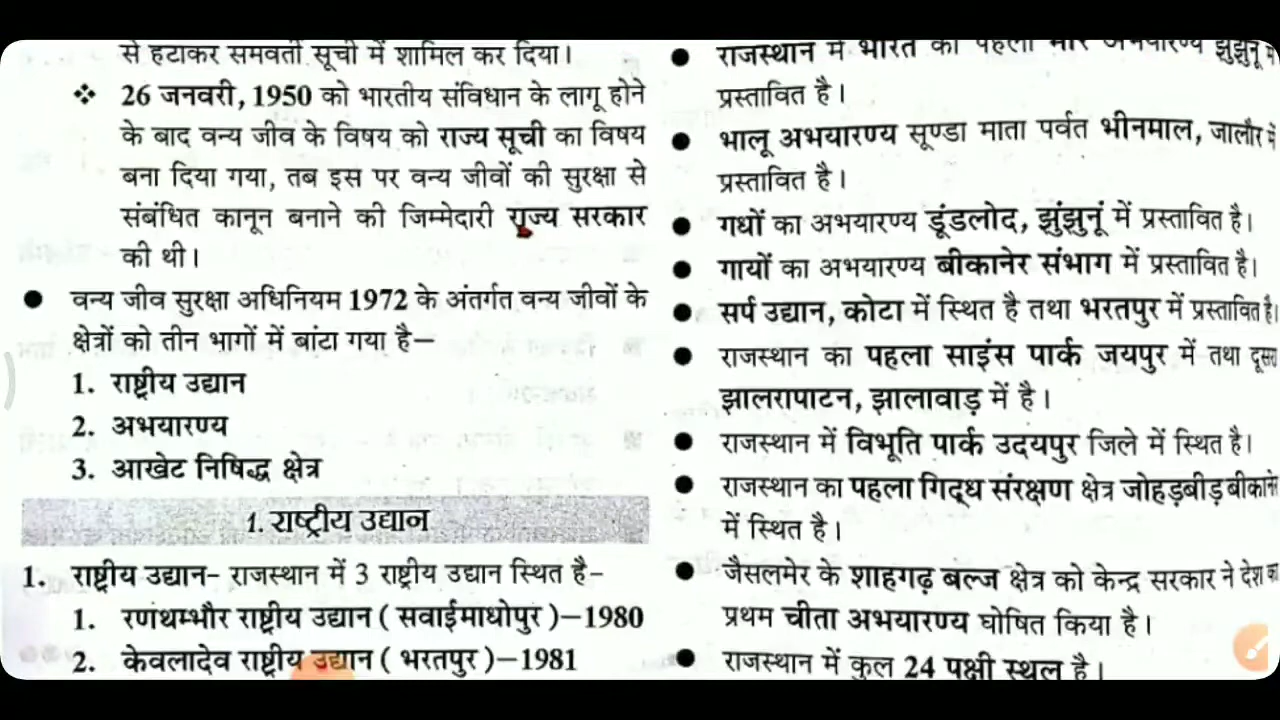 से हटाकर समवर्ती सूची में शामिल कर दिया।
❖ 26 जनवरी, 1950 को भारतीय संविधान के लागू होने
के बाद वन्य जीव के विषय को राज्य सूची का विषय
बना दिया गया, तब इस पर वन्य जीवों की सुरक्षा से
संबंधित कानून बनाने की जिम्मेदारी राज्य सरकार
की थी।
● वन्य जीव सुरक्षा अधिनियम 1972 के अंतर्गत वन्य जीवों के
क्षेत्रों को तीन भागों में बांटा गया है–
1. राष्ट्रीय उद्यान
2. अभयारण्य
3. आखेट निषिद्ध क्षेत्र
1. राष्ट्रीय उद्यान
1. राष्ट्रीय उद्यान- राजस्थान में 3 राष्ट्रीय उद्यान स्थित है-
1. रणथम्भौर राष्ट्रीय उद्यान ( सवाईमाधोपुर )–1980
2. केवलादेव राष्ट्रीय उद्यान ( भरतपुर )–1981
● राजस्थान में भारत का पहला मोर अभयारण्य झुंझुनू में
प्रस्तावित है।
● भालू अभयारण्य सूण्डा माता पर्वत भीनमाल, जालौर में
प्रस्तावित है।
● गधों का अभयारण्य डूंडलोद, झुंझुनूं में प्रस्तावित है।
● गायों का अभयारण्य बीकानेर संभाग में प्रस्तावित है।
● सर्प उद्यान, कोटा में स्थित है तथा भरतपुर में प्रस्तावित है।
● राजस्थान का पहला साइंस पार्क जयपुर में तथा दूसरा
झालरापाटन, झालावाड़ में है।
● राजस्थान में विभूति पार्क उदयपुर जिले में स्थित है।
● राजस्थान का पहला गिद्ध संरक्षण क्षेत्र जोहड़बीड़ बीकानेर
में स्थित है।
● जैसलमेर के शाहगढ़ बल्ज क्षेत्र को केन्द्र सरकार ने देश का
प्रथम चीता अभयारण्य घोषित किया है।
● राजस्थान में कुल 24 पक्षी स्थल है।